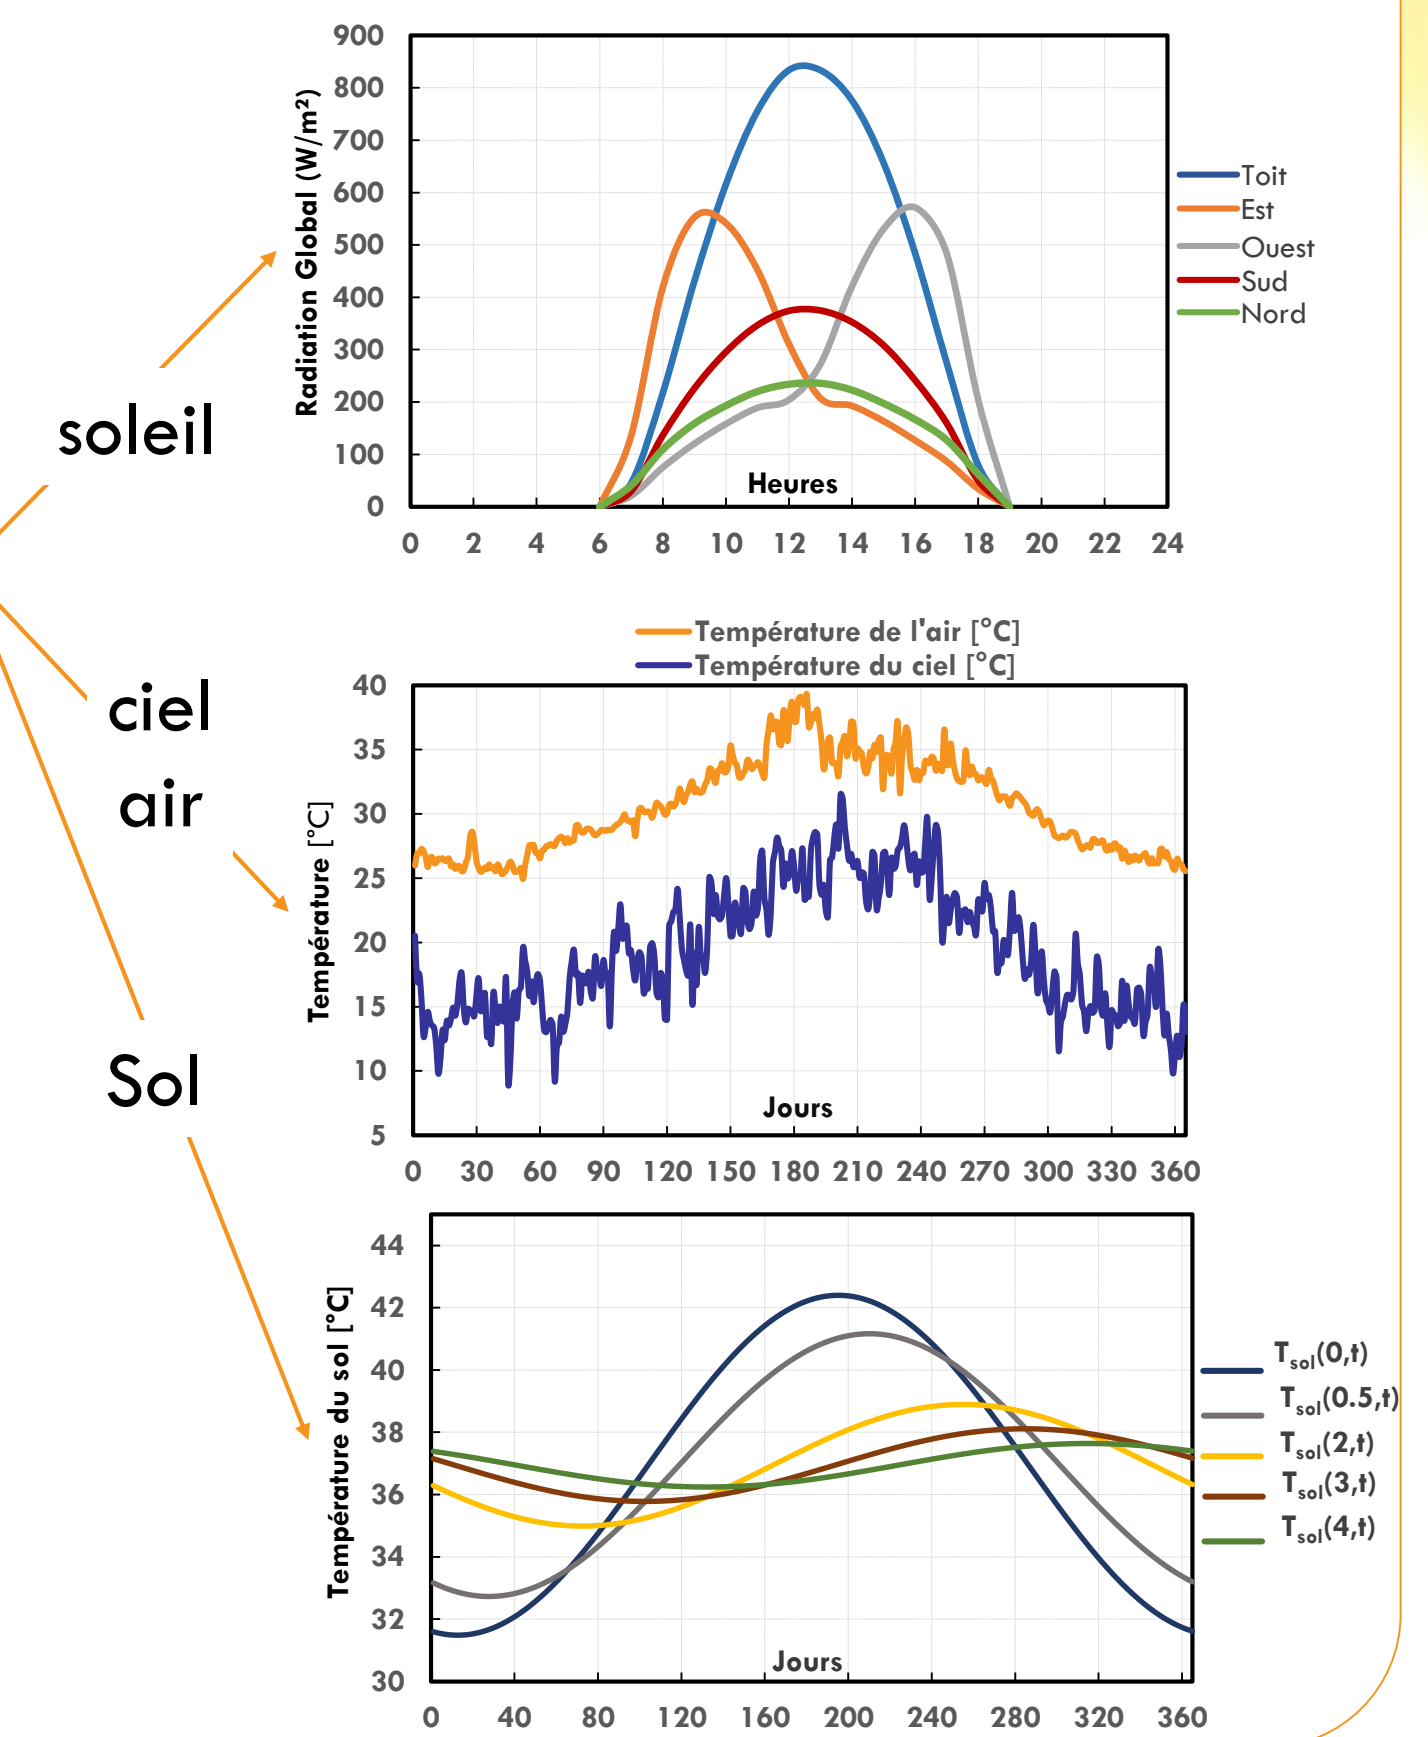 soleil
ciel
air
Sol
Radiation Global (W/m²)
900
800
700
600
500
400
300
200
100
0
Heures
0 2 4 6 8 10 12 14 16 18 20 22 24
Toit
Est
Ouest
Sud
Nord
Température de l'air [°C]
Température du ciel [°C]
Température [°C]
40
35
30
25
20
15
10
5
Jours
0 30 60 90 120 150 180 210 240 270 300 330 360
Température du sol [°C]
44
42
40
38
36
34
32
30
Jours
0 40 80 120 160 200 240 280 320 360
Tsol(0,t)
Tsol(0.5,t)
Tsol(2,t)
Tsol(3,t)
Tsol(4,t)